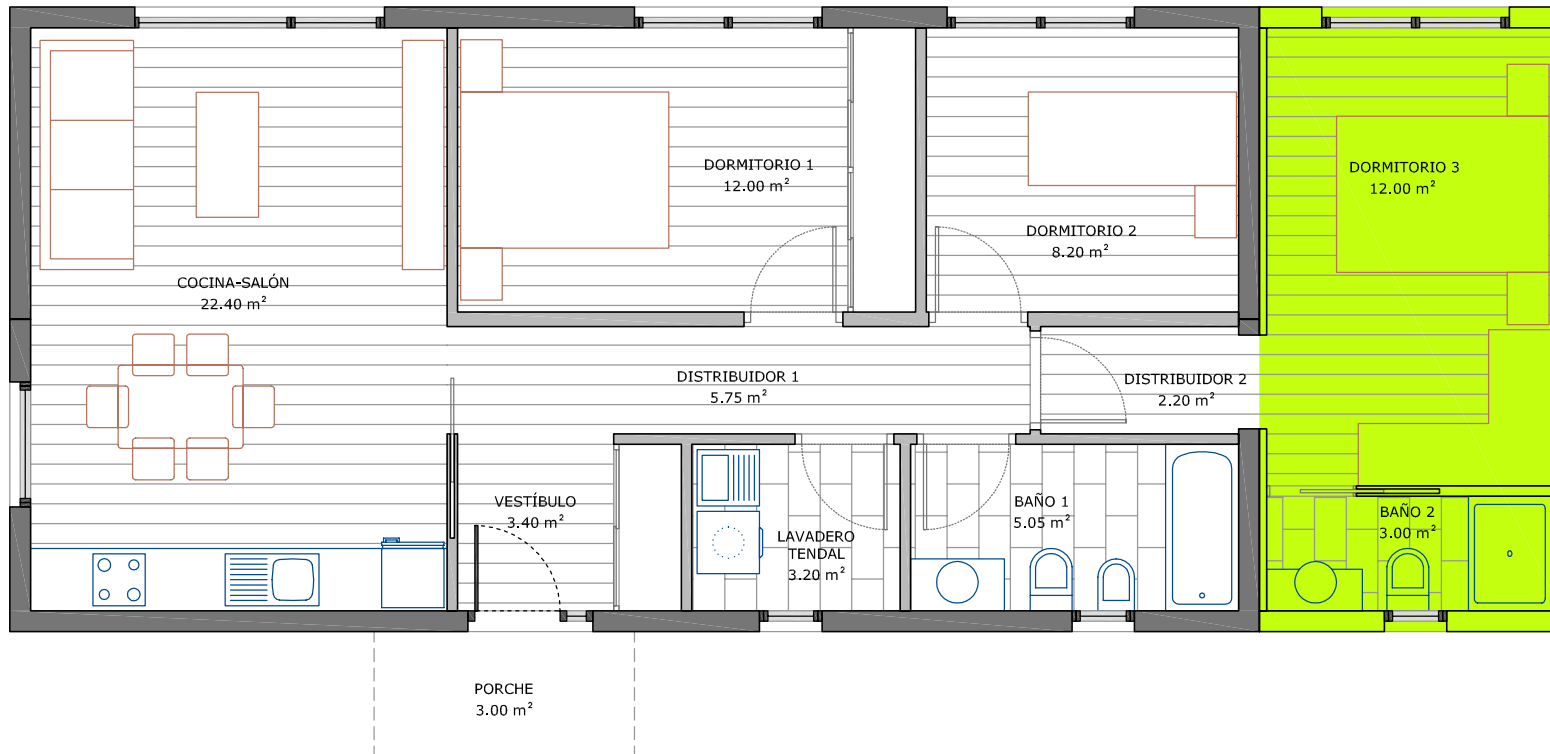 DORMITORIO 1
12.00 m²
DORMITORIO 3
12.00 m²
DORMITORIO 2
8.20 m²
COCINA-SALÓN
22.40 m²
DISTRIBUIDOR 1
5.75 m²
DISTRIBUIDOR 2
2.20 m²
VESTÍBULO
3.40 m²
LAVADERO
TENDAL
3.20 m²
BAÑO 1
5.05 m²
BAÑO 2
3.00 m²
PORCHE
3.00 m²